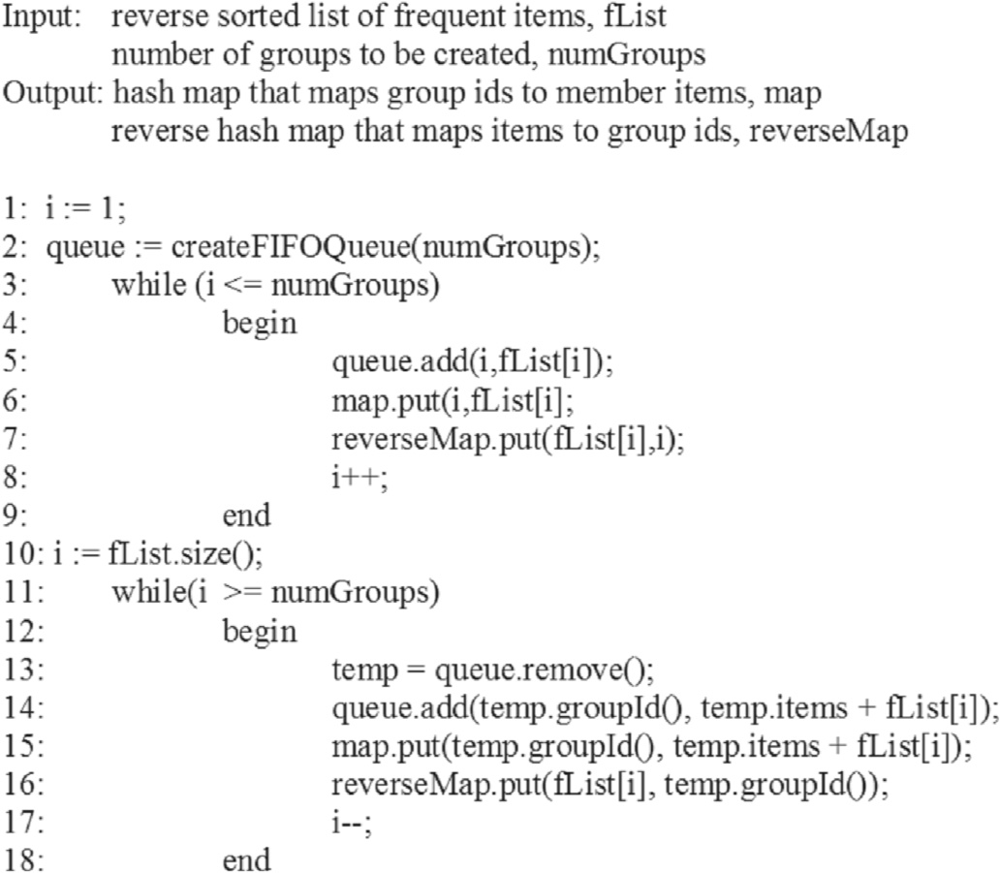 Input: reverse sorted list of frequent items, fList
number of groups to be created, numGroups
Output: hash map that maps group ids to member items, map
reverse hash map that maps items to group ids, reverseMap
1: i := 1;
2: queue := createFIFOQueue(numGroups);
3: while (i <= numGroups)
4: begin
5: queue.add(i,fList[i]);
6: map.put(i,fList[i];
7: reverseMap.put(fList[i],i);
8: i++;
9: end
10: i := fList.size();
11: while(i >= numGroups)
12: begin
13: temp = queue.remove();
14: queue.add(temp.groupId(), temp.items + fList[i]);
15: map.put(temp.groupId(), temp.items + fList[i]);
16: reverseMap.put(fList[i], temp.groupId());
17: i--;
18: end